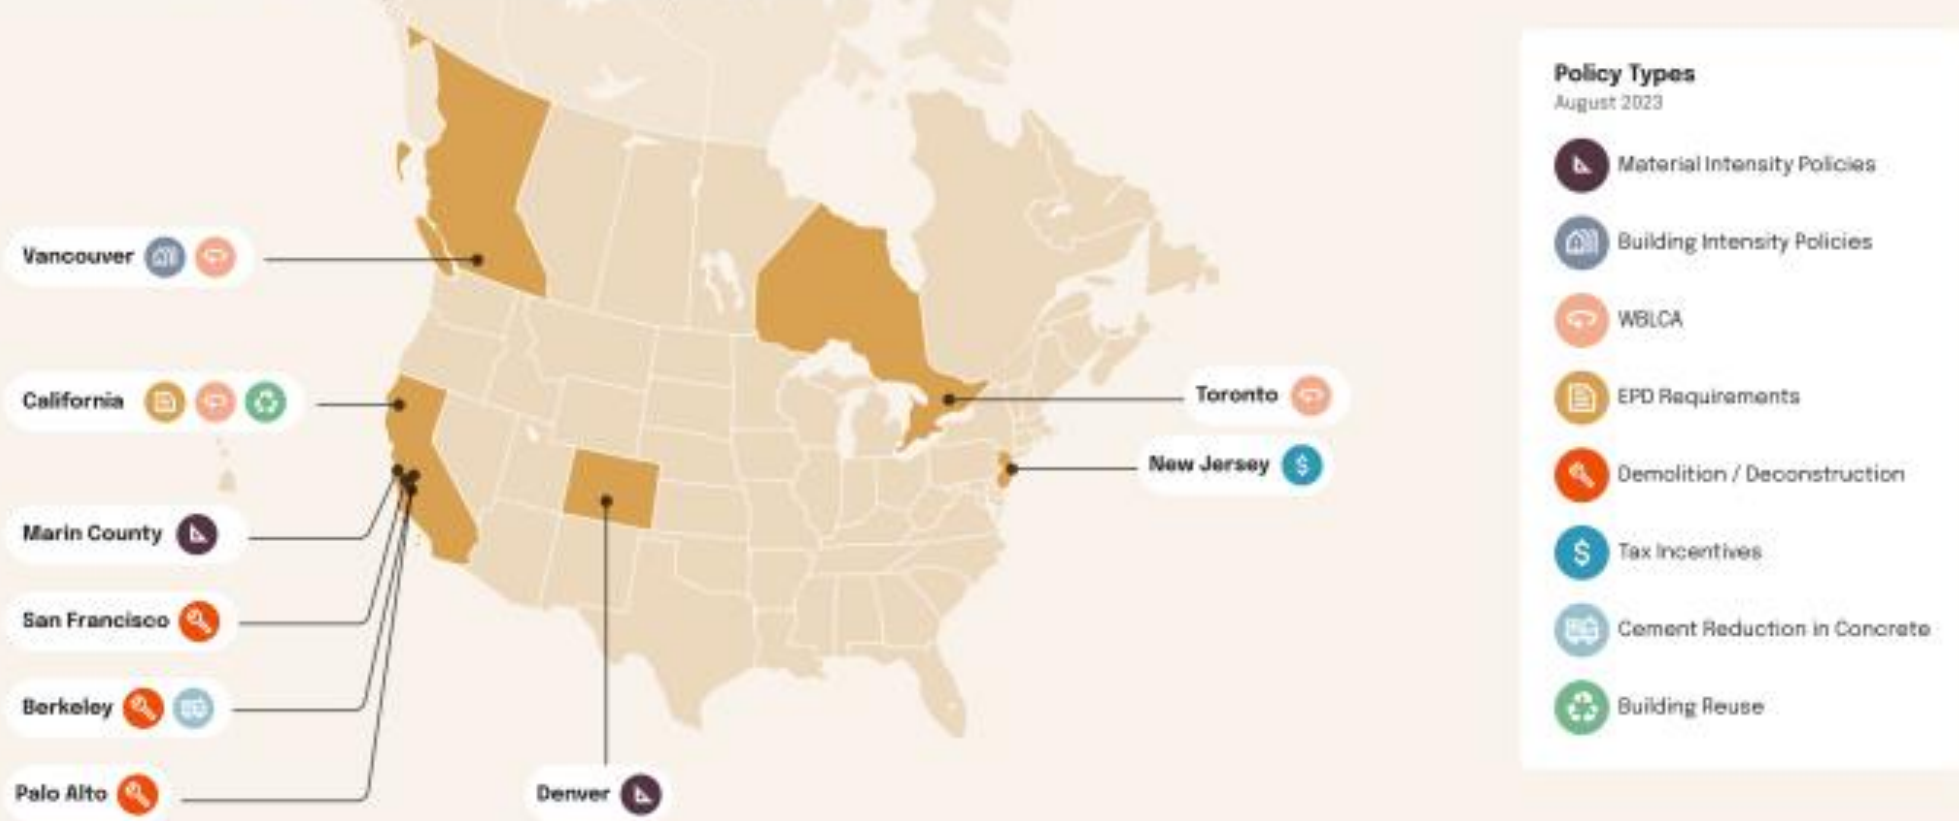 Policy Types
August 2023
Material Intensity Policies
Building Intensity Policies
WBLCA
EPD Requirements
Demolition / Deconstruction
Tax Incentives
Cement Reduction in Concrete
Building Reuse
Vancouver
California
Marin County
San Francisco
Berkeley
Palo Alto
Denver
Toronto
New Jersey $
$